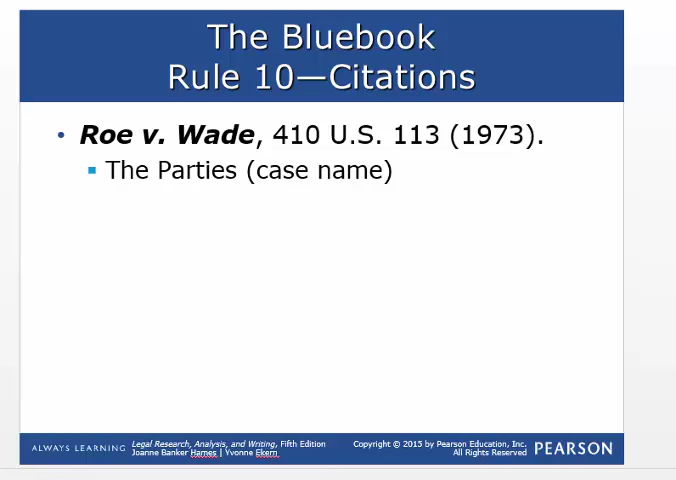 The Bluebook
Rule 10—Citations
• Roe v. Wade, 410 U.S. 113 (1973).
▪ The Parties (case name)
ALWAYS LEARNING
Legal Research, Analysis, and Writing, Fifth Edition
Joanne Banker Hames | Yvonne Ekern
Copyright © 2015 by Pearson Education, Inc.
All Rights Reserved
PEARSON